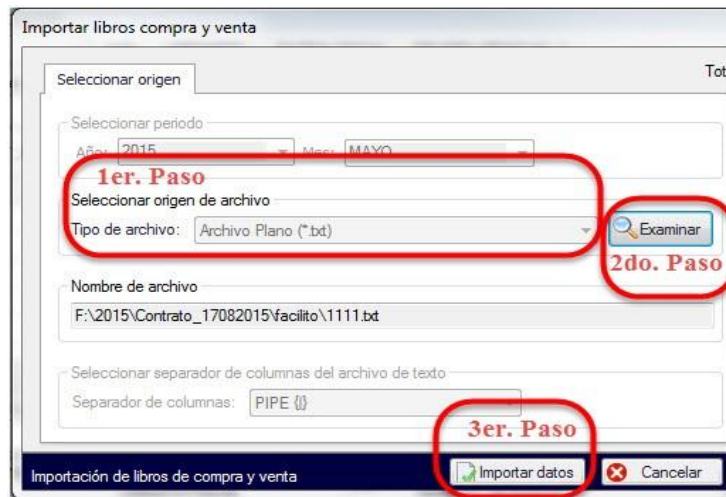 Importar libros compra y venta
Seleccionar origen
Tot
Seleccionar periodo
Año: 2015 Mes: MAYO
1er. Paso
Seleccionar origen de archivo
Tipo de archivo: Archivo Plano (*.txt)
Examinar
2do. Paso
Nombre de archivo
F:\2015\Contrato_17082015\facilito\1111.txt
Seleccionar separador de columnas del archivo de texto
Separador de columnas: PIPE {|}
3er. Paso
Importación de libros de compra y venta
Importar datos
Cancelar